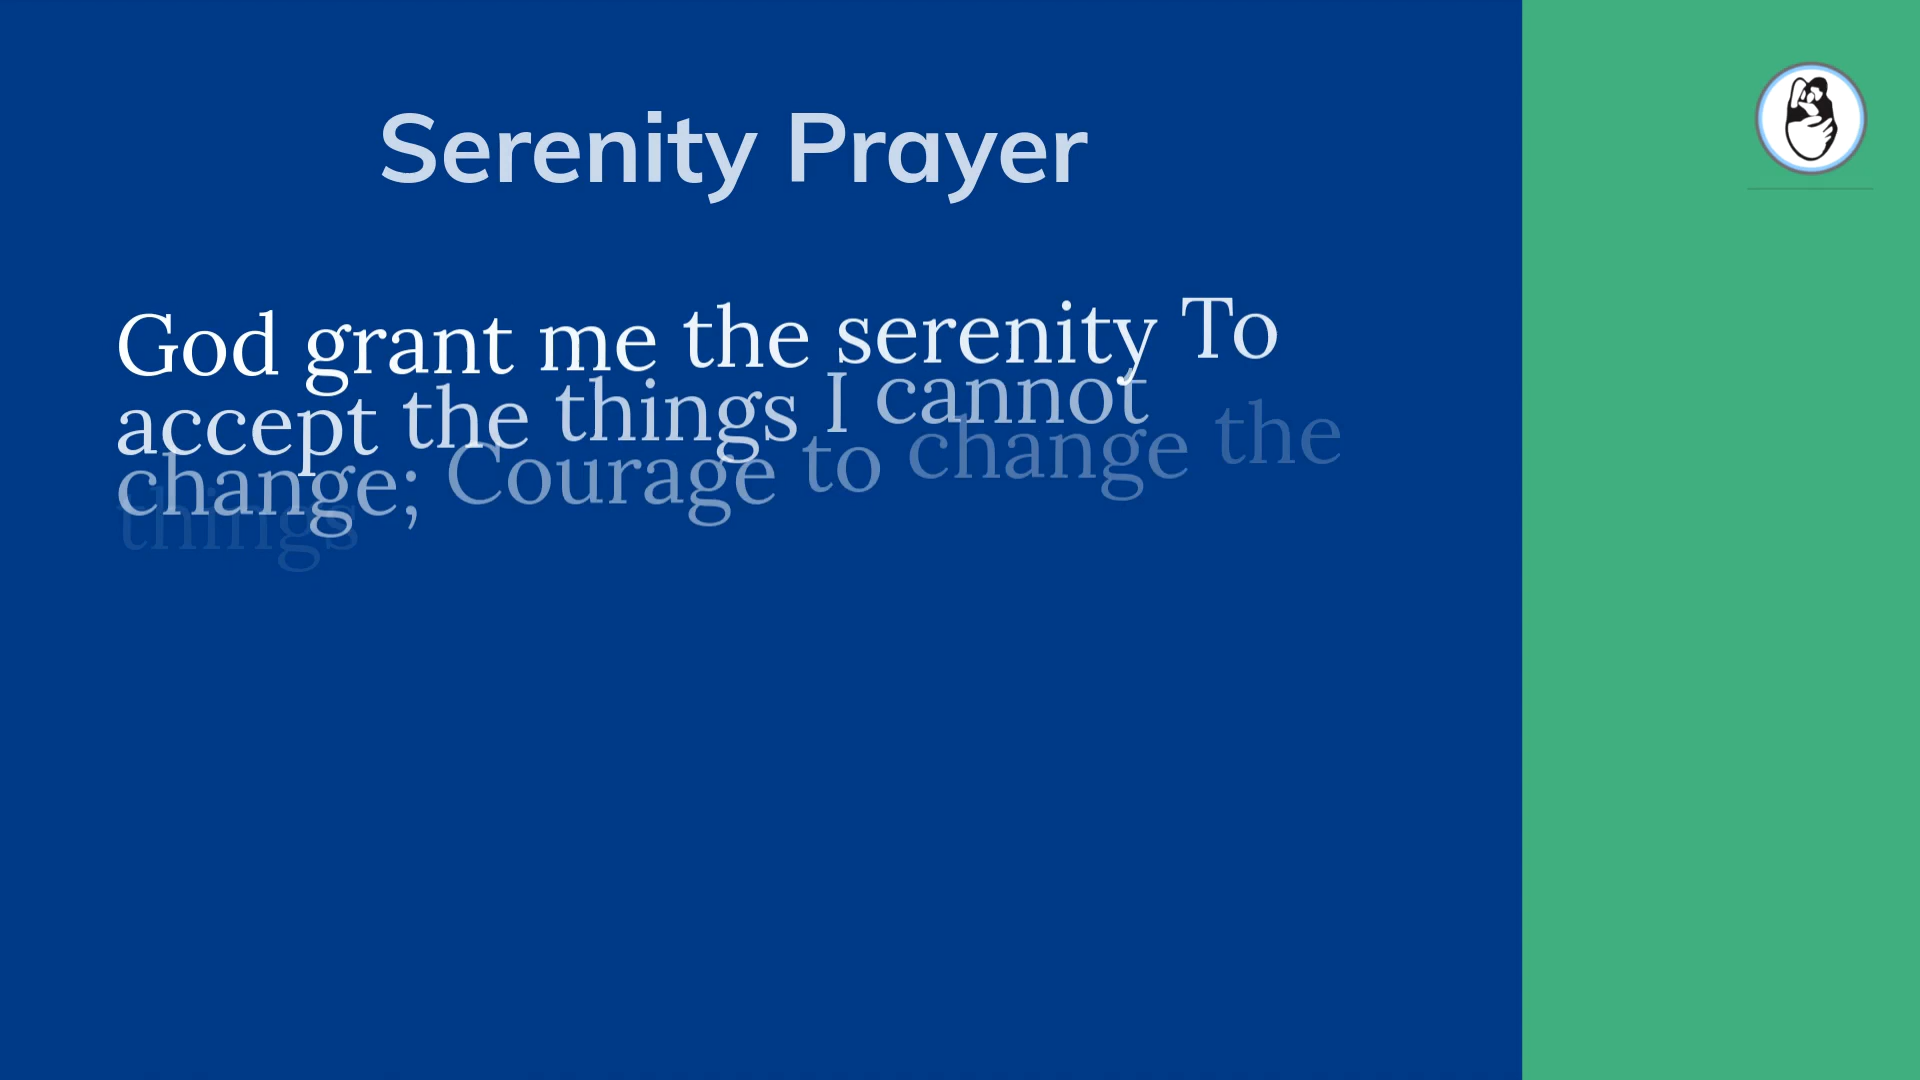 Serenity Prayer
God grant me the serenity To
accept the things I cannot
change; Courage to change the
things